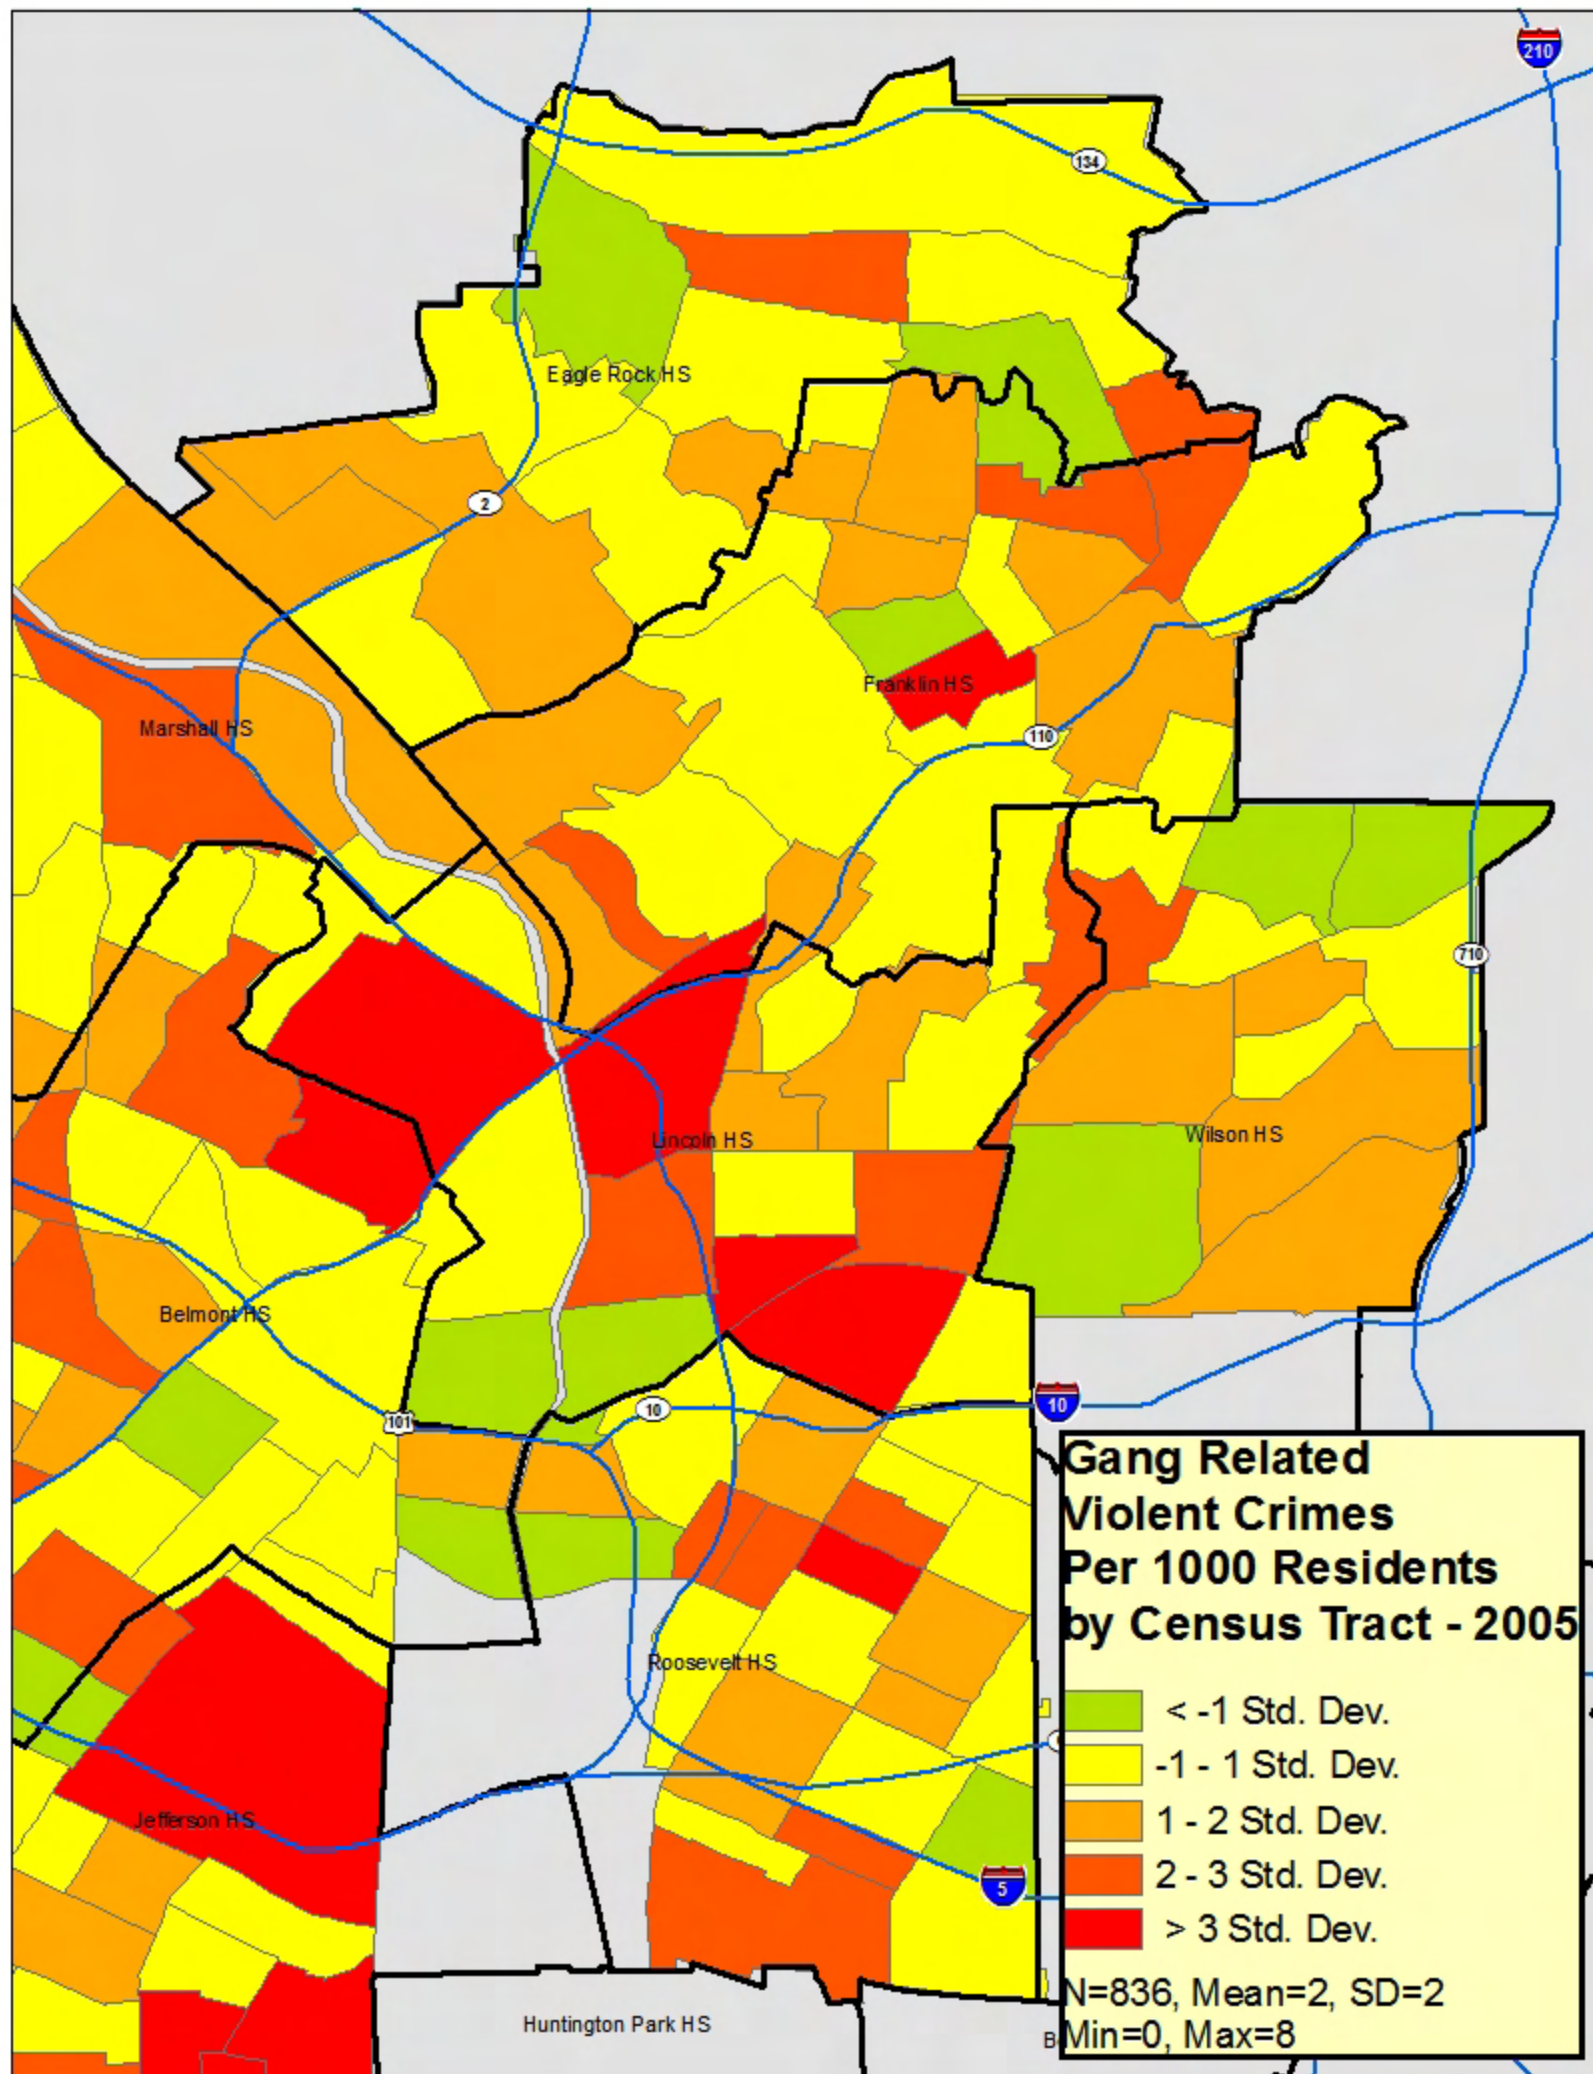 210
134
Eagle Rock HS
2
Franklin HS
Marshall HS
110
710
Lincoln HS
Wilson HS
Belmont HS
10
10
101
Roosevelt HS
Jefferson HS
5
Huntington Park HS
Gang Related
Violent Crimes
Per 1000 Residents
by Census Tract - 2005
< -1 Std. Dev.
-1 - 1 Std. Dev.
1 - 2 Std. Dev.
2 - 3 Std. Dev.
> 3 Std. Dev.
N=836, Mean=2, SD=2
Min=0, Max=8